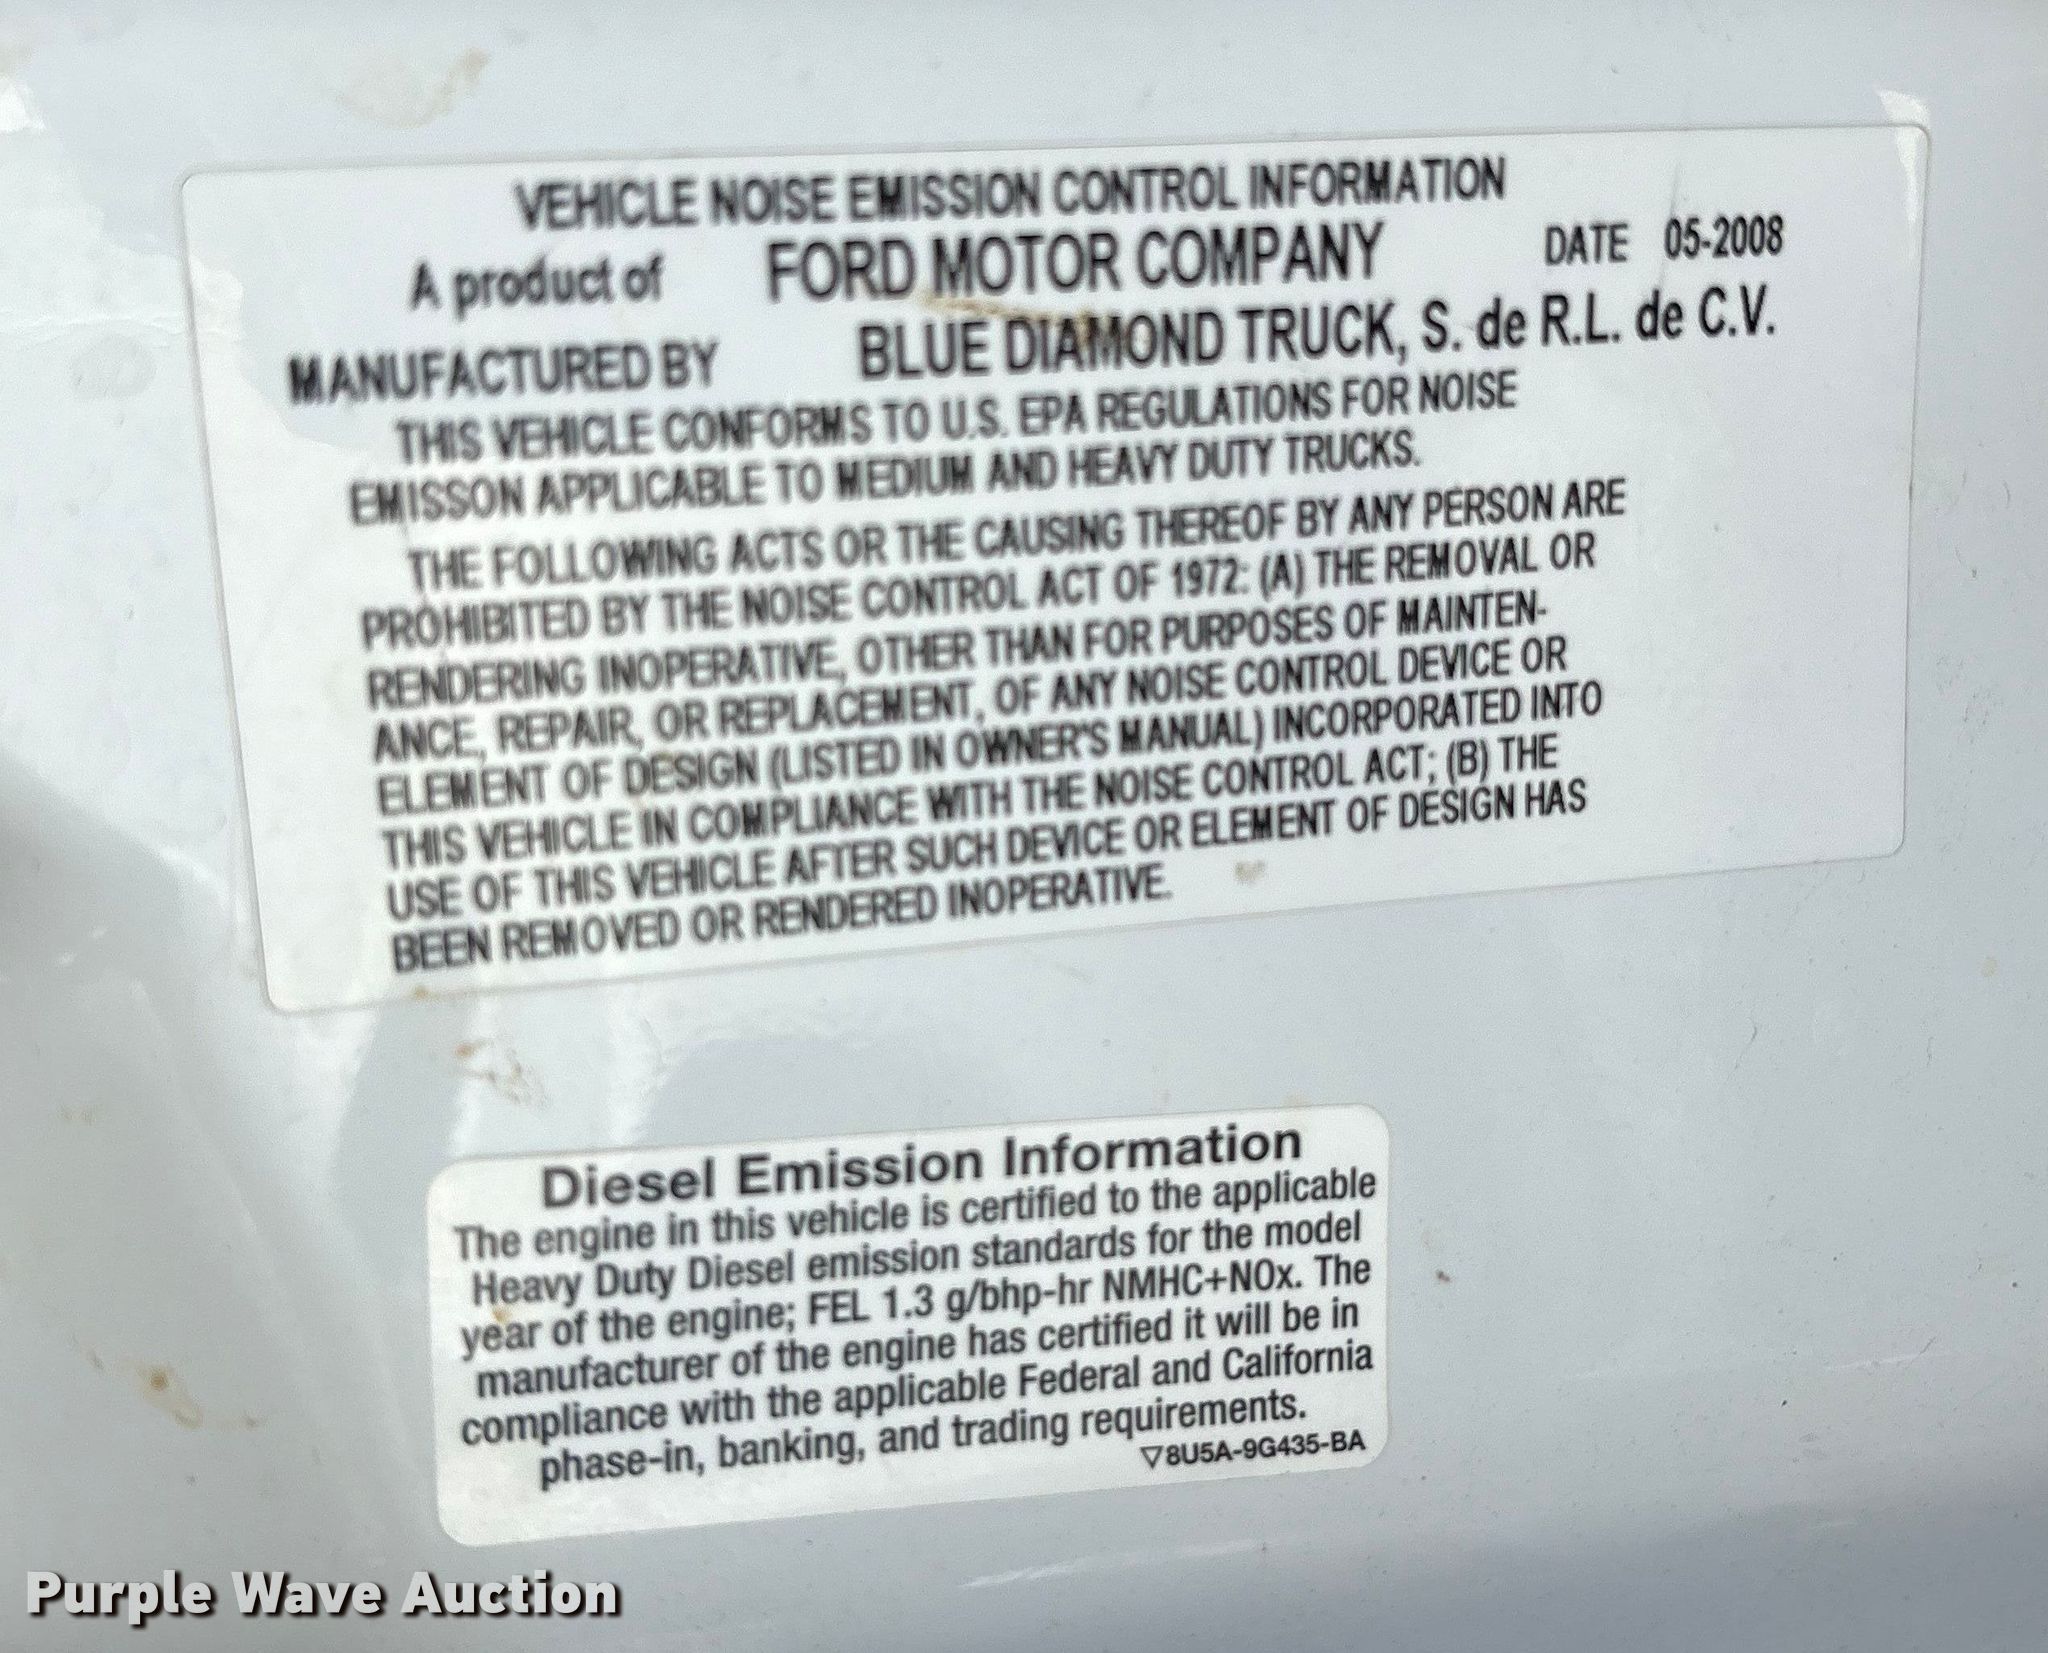 VEHICLE NOISE EMISSION CONTROL INFORMATION
A product of FORD MOTOR COMPANY DATE 05-2008
MANUFACTURED BY BLUE DIAMOND TRUCK, S. de R.L. de C.V.
THIS VEHICLE CONFORMS TO U.S. EPA REGULATIONS FOR NOISE
EMISSON APPLICABLE TO MEDIUM AND HEAVY DUTY TRUCKS.
THE FOLLOWING ACTS OR THE CAUSING THEREOF BY ANY PERSON ARE
PROHIBITED BY THE NOISE CONTROL ACT OF 1972: (A) THE REMOVAL OR
RENDERING INOPERATIVE, OTHER THAN FOR PURPOSES OF MAINTEN-
ANCE, REPAIR, OR REPLACEMENT, OF ANY NOISE CONTROL DEVICE OR
ELEMENT OF DESIGN (LISTED IN OWNER'S MANUAL) INCORPORATED INTO
THIS VEHICLE IN COMPLIANCE WITH THE NOISE CONTROL ACT; (B) THE
USE OF THIS VEHICLE AFTER SUCH DEVICE OR ELEMENT OF DESIGN HAS
BEEN REMOVED OR RENDERED INOPERATIVE.
Diesel Emission Information
The engine in this vehicle is certified to the applicable
Heavy Duty Diesel emission standards for the model
year of the engine; FEL 1.3 g/bhp-hr NMHC+NOx. The
manufacturer of the engine has certified it will be in
compliance with the applicable Federal and California
phase-in, banking, and trading requirements.
▽8U5A-9G435-BA
Purple Wave Auction